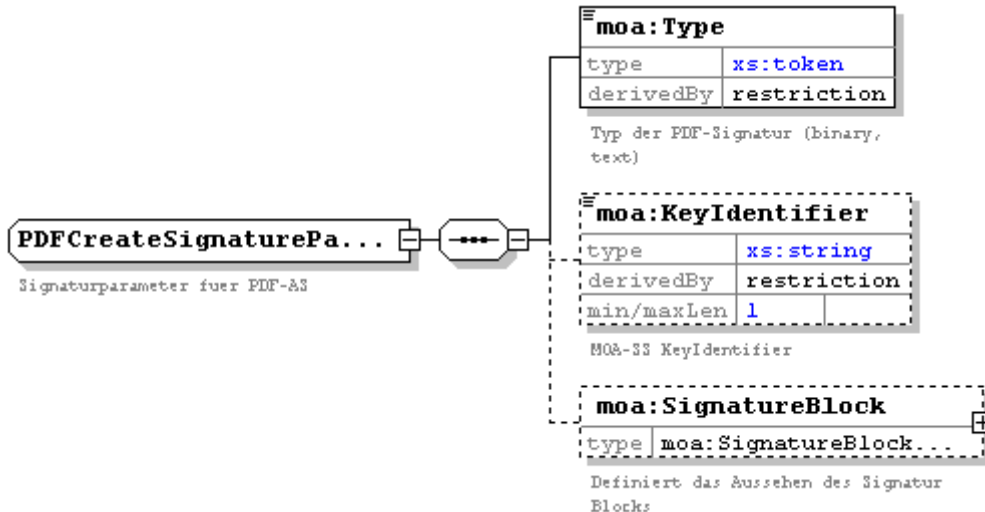 moa:Type
type xs:token
derivedBy restriction
Typ der PDF-Signatur (binary,
text)
moa:KeyIdentifier
type xs:string
derivedBy restriction
min/maxLen 1
MOA-SS KeyIdentifier
PDFCreateSignaturePa...
Signaturparameter fuer PDF-AS
moa:SignatureBlock
type moa:SignatureBlock...
Definiert das Aussehen des Signatur
Blocks